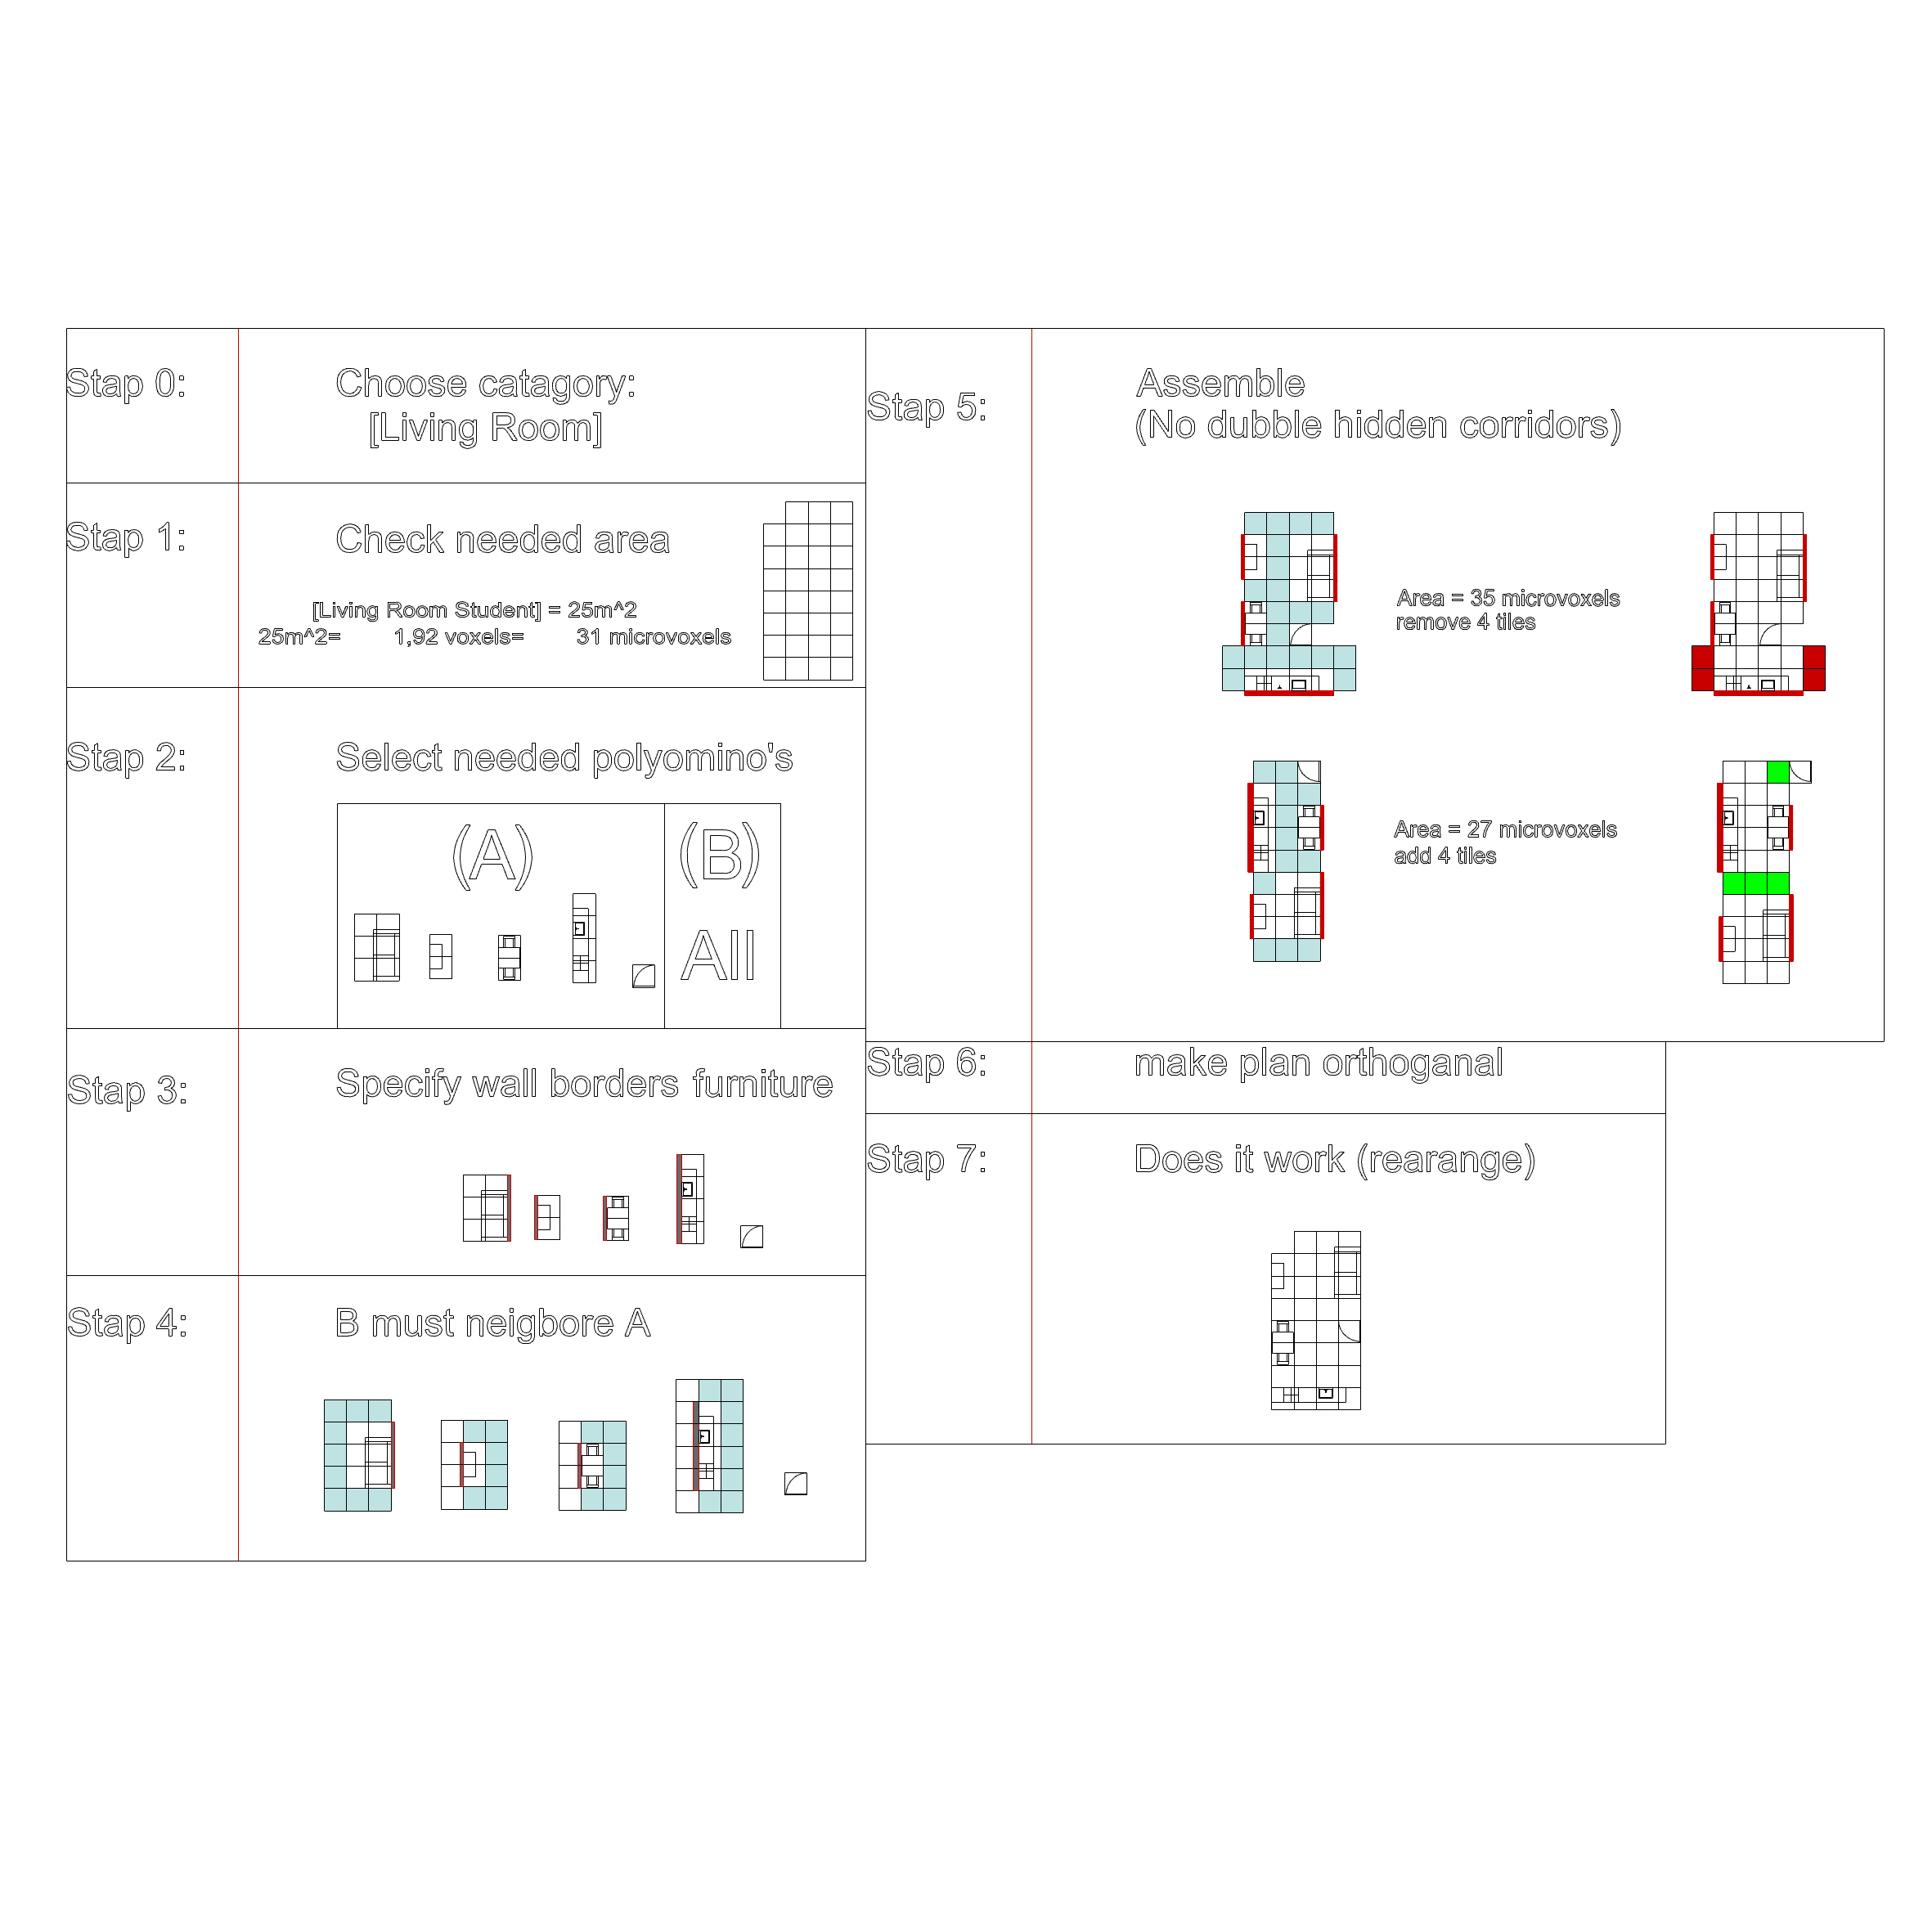 Stap 0:
Choose catagory:
[Living Room]
Stap 1:
Check needed area
[Living Room Student] = 25m^2
25m^2= 1,92 voxels= 31 microvoxels
Stap 2:
Select needed polyomino's
(A)
(B)
All
Stap 3:
Specify wall borders furniture
Stap 4:
B must neigbore A
Stap 5:
Assemble
(No dubble hidden corridors)
Area = 35 microvoxels
remove 4 tiles
Area = 27 microvoxels
add 4 tiles
Stap 6:
make plan orthoganal
Stap 7:
Does it work (rearange)